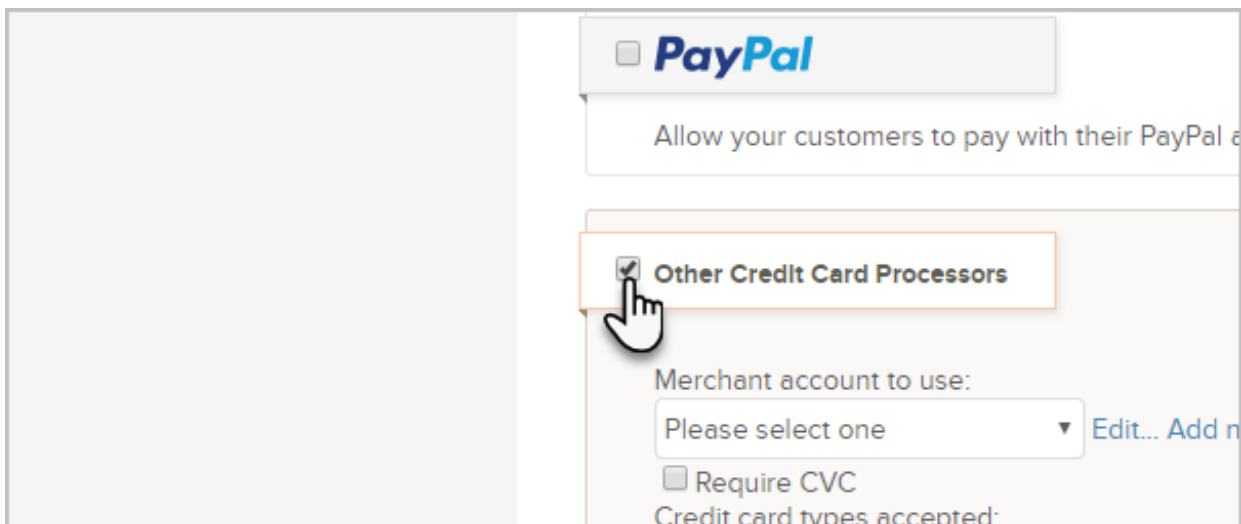 PayPal
Allow your customers to pay with their PayPal
Other Credit Card Processors
Merchant account to use:
Please select one Edit... Add
Require CVC
Credit card types accepted: